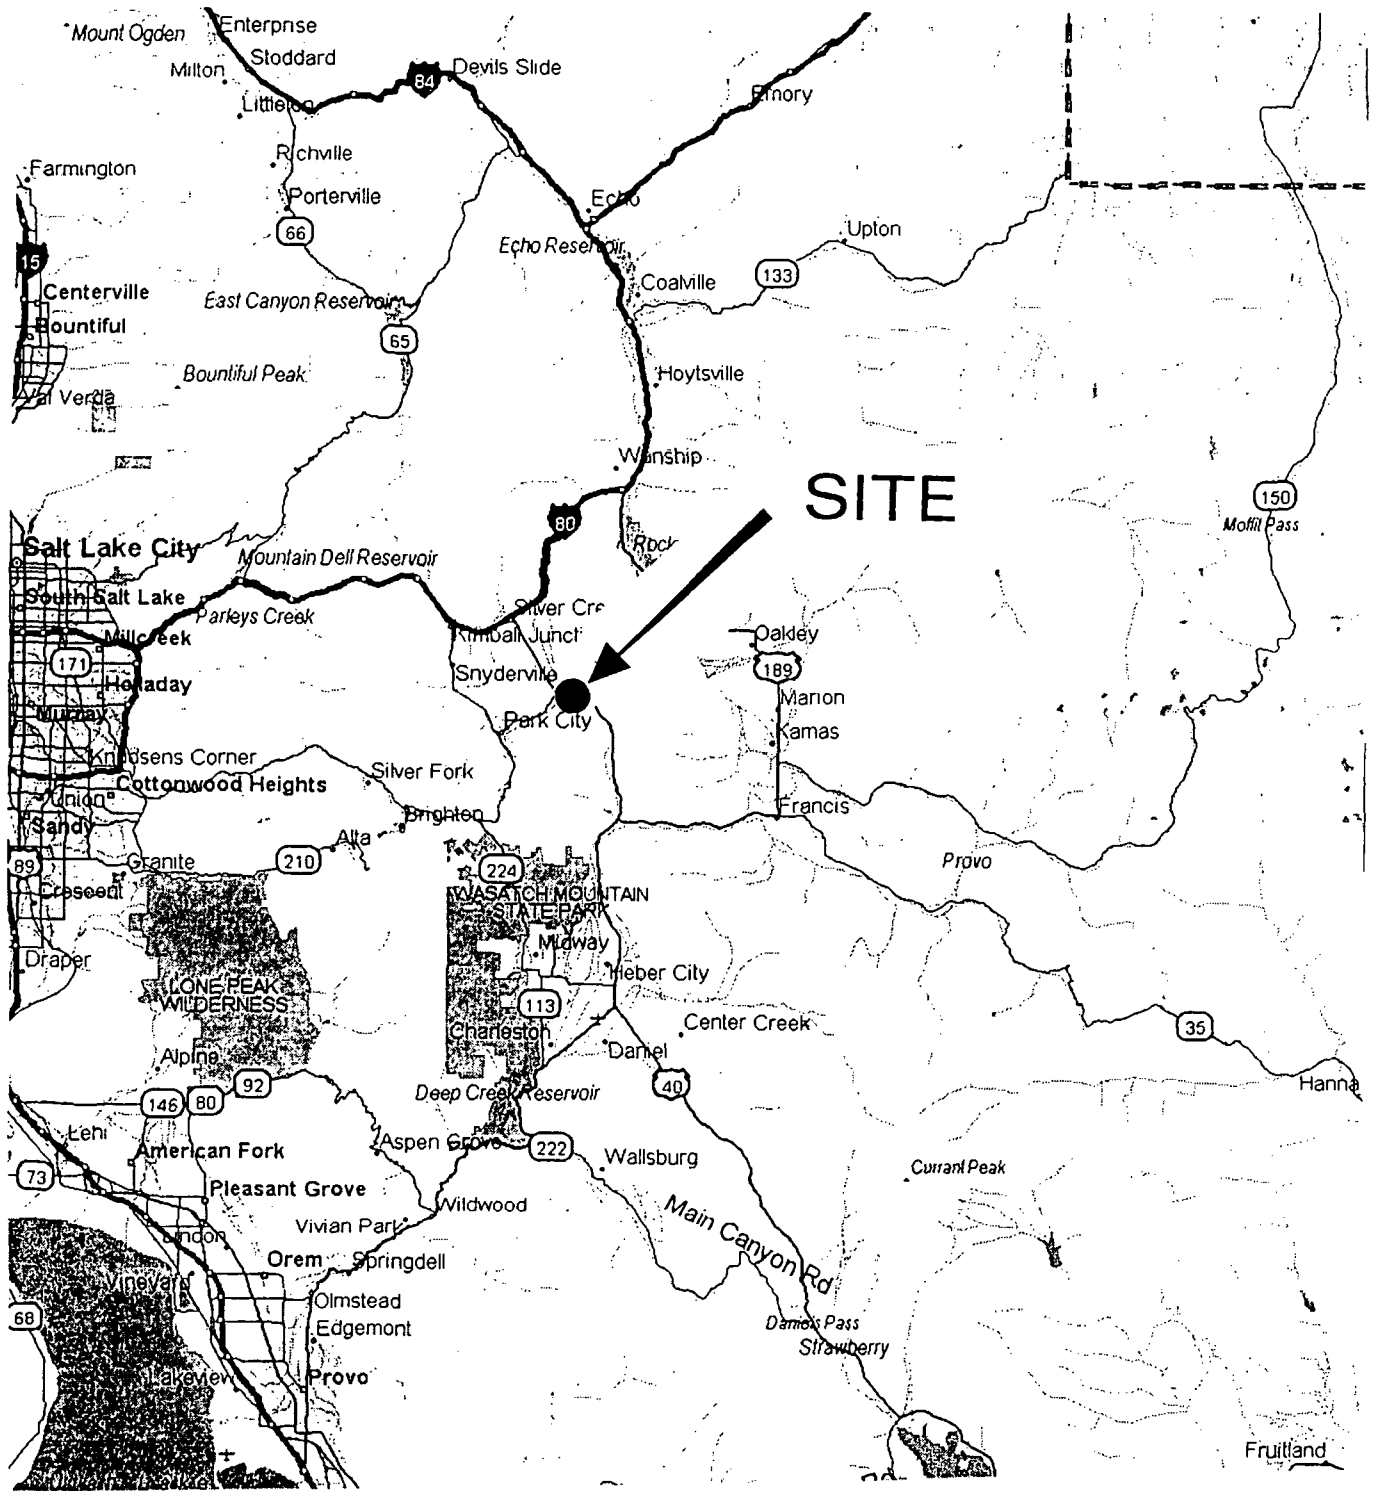 Mount Ogden
Enterprise
Stoddard
Milton
84
Devils Slide
Littleton
Emory
Richville
Farmington
Porterville
Echo
66
Echo Reservoir
Upton
15
133
Coalville
Centerville
East Canyon Reservoir
Bountiful
65
Bountiful Peak
Hoytsville
Val Verda
Wanship
SITE
150
Moffit Pass
80
Rock
Salt Lake City
Mountain Dell Reservoir
South Salt Lake
Parleys Creek
Silver Cre
Kimball Junct
Oakley
Millcreek
171
189
Snyderville
Holladay
Marion
Murray
Park City
Kamas
Knudsens Corner
Silver Fork
Cottonwood Heights
Union
Brighton
Francis
Sandy
Alta
89
Granite
210
224
Provo
Crescent
WASATCH MOUNTAIN
STATE PARK
Midway
Draper
Heber City
LONE PEAK
WILDERNESS
113
Center Creek
35
Charleston
Daniel
Alpine
40
Hanna
92
Deep Creek Reservoir
146
80
Lehi
American Fork
Aspen Grove
222
Wallsburg
Currant Peak
73
Pleasant Grove
Wildwood
Main Canyon Rd
Vivian Park
Lindon
Orem
Springdell
Vineyard
Olmstead
68
Edgemont
Daniels Pass
Strawberry
Lakeview
Provo
Fruitland